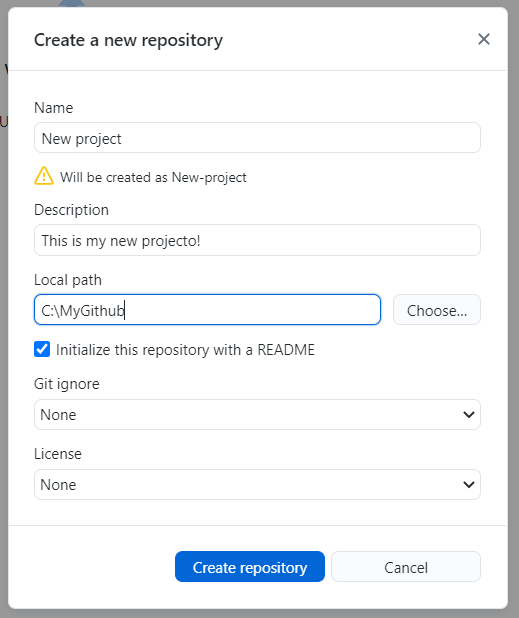 Create a new repository
Name
New project
Will be created as New-project
Description
This is my new projecto!
Local path
C:\MyGithub
Choose...
Initialize this repository with a README
Git ignore
None
License
None
Create repository
Cancel